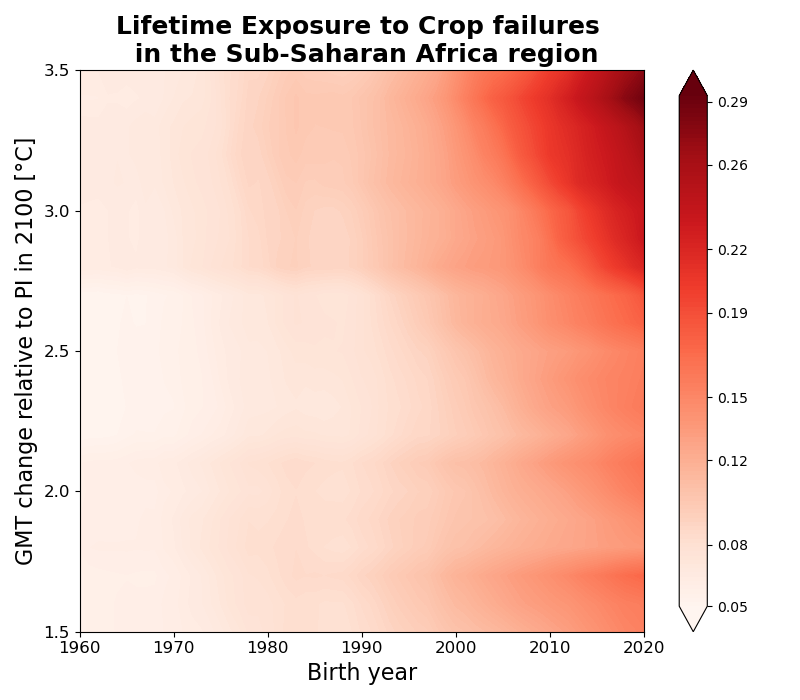 Lifetime Exposure to Crop failures
in the Sub-Saharan Africa region
GMT change relative to PI in 2100 [°C]
3.5
3.0
2.5
2.0
1.5
1960 1970 1980 1990 2000 2010 2020
Birth year
0.29
0.26
0.22
0.19
0.15
0.12
0.08
0.05